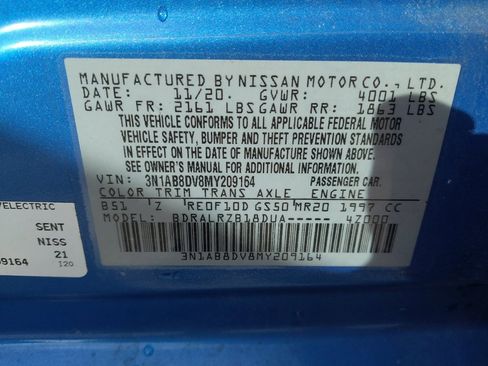 MANUFACTURED BY NISSAN MOTOR CO., LTD.
DATE: 11/20. GVWR: 4001 LBS
GAWR FR: 2161 LBS GAWR RR: 1863 LBS
THIS VEHICLE CONFORMS TO ALL APPLICABLE FEDERAL MOTOR
VEHICLE SAFETY, BUMPER AND THEFT PREVENTION STANDARDS
IN EFFECT ON THE DATE OF MANUFACTURE SHOWN ABOVE.
SEE OWNER'S MANUAL FOR ADDITIONAL INFORMATION.
VIN: 3N1AB8DV8MY209164 PASSENGER CAR.
COLOR TRIM TRANS AXLE ENGINE
B51 Z RE0F10D GS50 MR20 1997 CC
MODEL: BDRALRZB18DUA----- 4Z000
3N1AB8DV8MY209164
/ELECTRIC
SENT
NISS
9164 21
I20